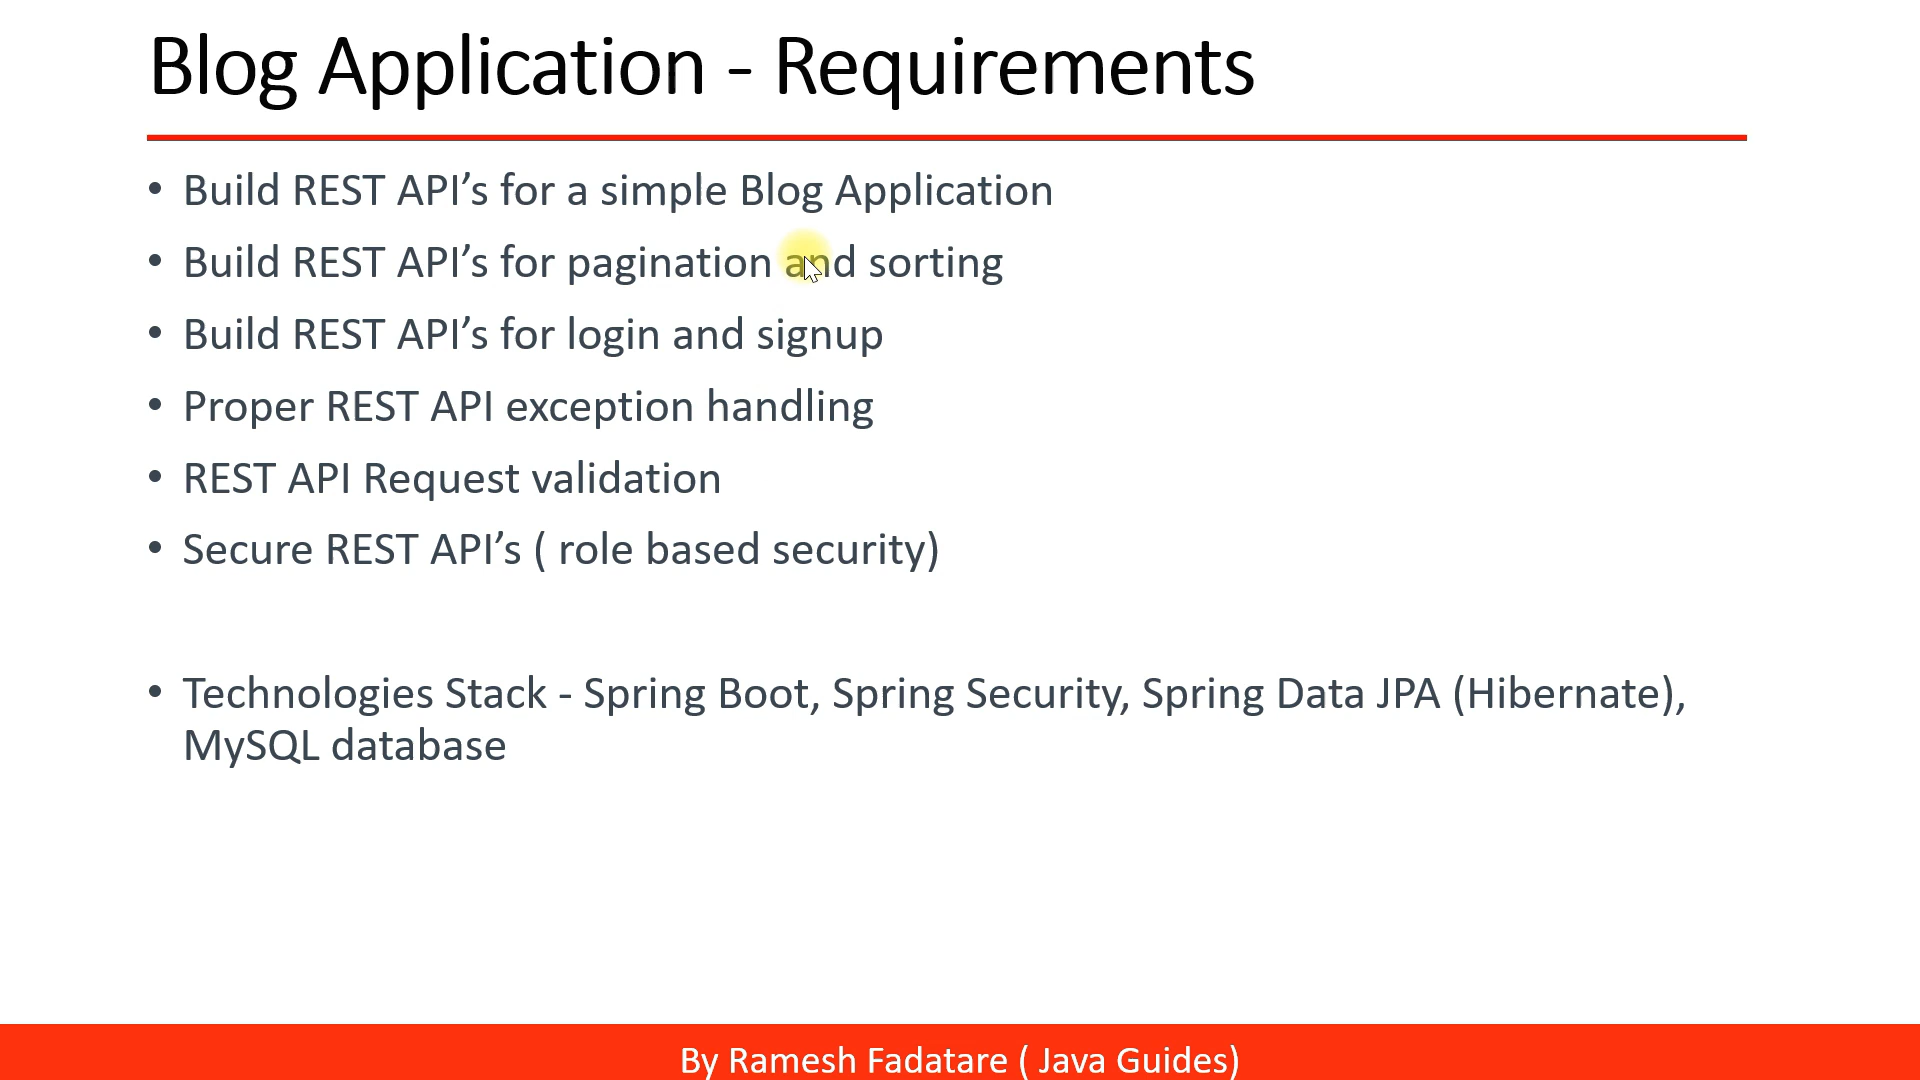 Blog Application - Requirements
• Build REST API’s for a simple Blog Application
• Build REST API’s for pagination and sorting
• Build REST API’s for login and signup
• Proper REST API exception handling
• REST API Request validation
• Secure REST API’s ( role based security)
• Technologies Stack - Spring Boot, Spring Security, Spring Data JPA (Hibernate),
MySQL database
By Ramesh Fadatare ( Java Guides)